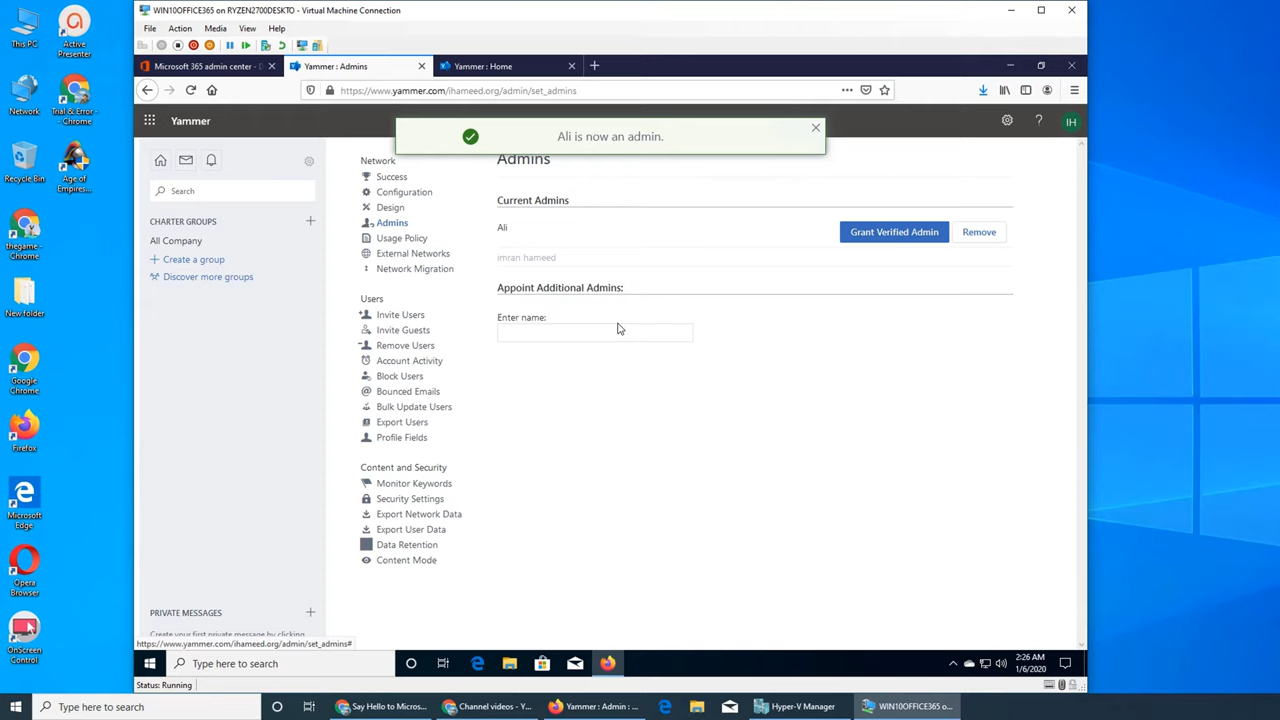 WIN10OFFICE365 on RYZEN2700DESKTO - Virtual Machine Connection
File Action Media View Help
Microsoft 365 admin center - D
Yammer : Admins
Yammer : Home
https://www.yammer.com/ihameed.org/admin/set_admins
Yammer
IH
Ali is now an admin.
Search
CHARTER GROUPS
All Company
Create a group
Discover more groups
PRIVATE MESSAGES
Create your first private message by clicking
https://www.yammer.com/ihameed.org/admin/set_admins#
Network
Success
Configuration
Design
Admins
Usage Policy
External Networks
Network Migration
Users
Invite Users
Invite Guests
Remove Users
Account Activity
Block Users
Bounced Emails
Bulk Update Users
Export Users
Profile Fields
Content and Security
Monitor Keywords
Security Settings
Export Network Data
Export User Data
Data Retention
Content Mode
Admins
Current Admins
Ali
Grant Verified Admin
Remove
imran hameed
Appoint Additional Admins:
Enter name:
Type here to search
2:26 AM
1/6/2020
Status: Running
This PC
Active
Presenter
Network
Trial & Error
- Chrome
Recycle Bin
Age of
Empires...
thegame -
Chrome
New folder
Google
Chrome
Firefox
Microsoft
Edge
Opera
Browser
OnScreen
Control
Type here to search
Say Hello to Micros...
Channel videos - Y...
Yammer : Admin : ...
Hyper-V Manager
WIN10OFFICE365 o...